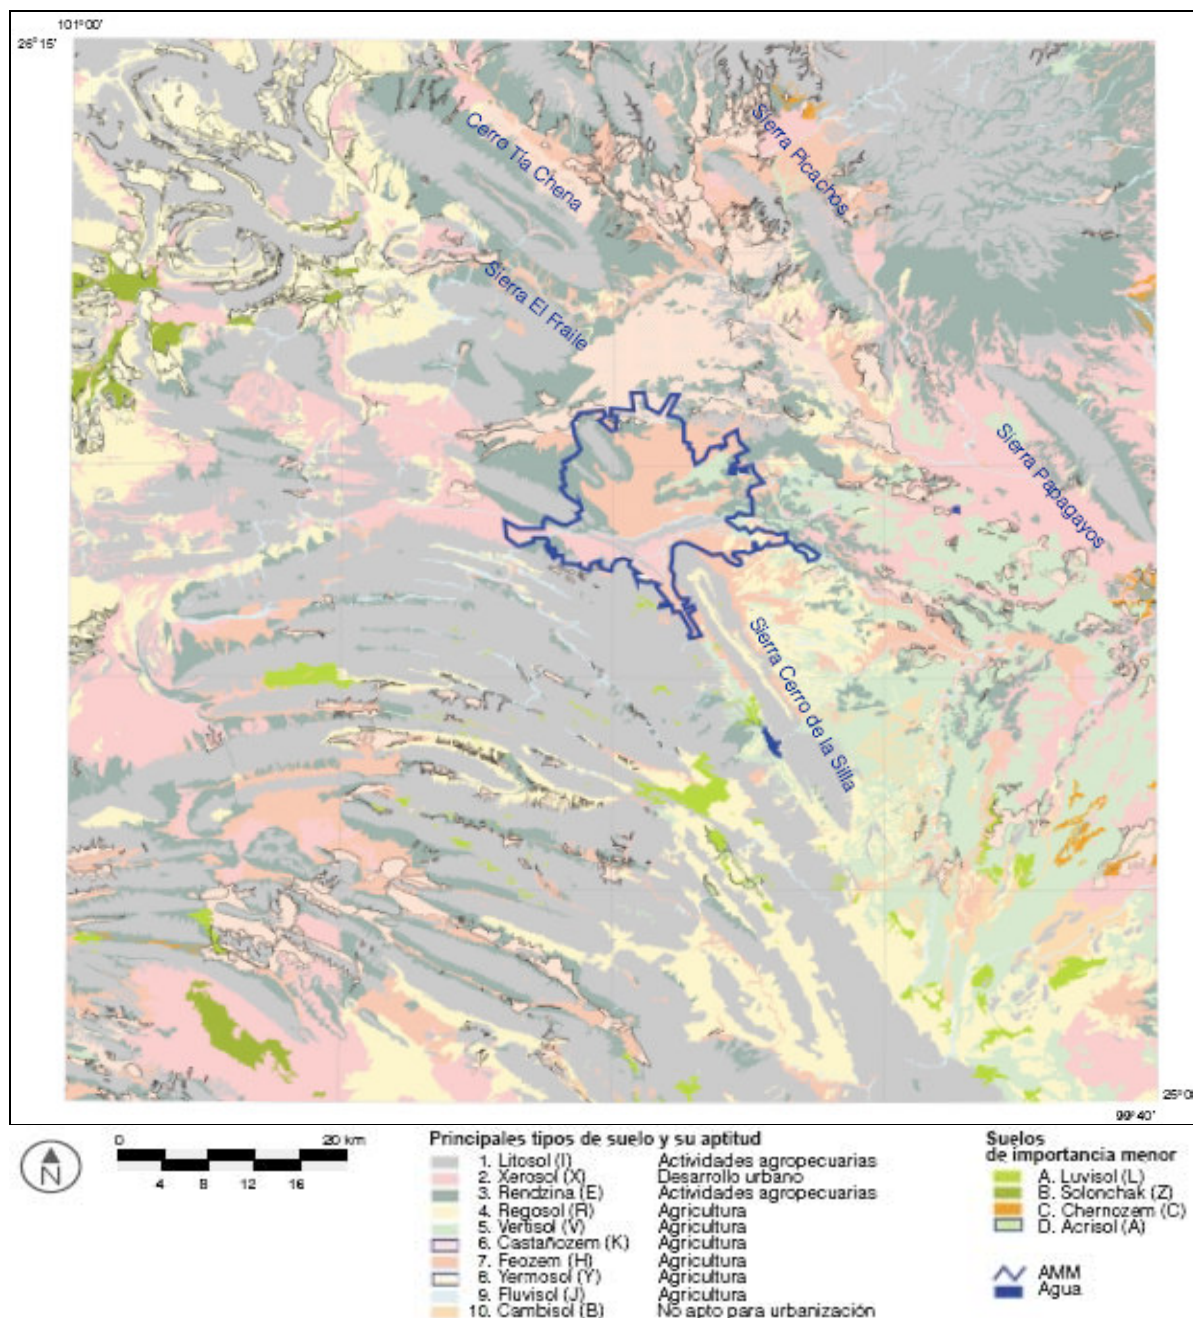 101°00'
26°15'
Cerro Tía Chena
Sierra Picachos
Sierra El Fraile
Sierra Papagayos
Sierra Cerro de la Silla
25°0
99°40'
N
0 20 km
4 8 12 16
Principales tipos de suelo y su aptitud
1. Litosol (I) Actividades agropecuarias
2. Xerosol (X) Desarrollo urbano
3. Rendzina (E) Actividades agropecuarias
4. Regosol (R) Agricultura
5. Vertisol (V) Agricultura
6. Castañozem (K) Agricultura
7. Feozem (H) Agricultura
8. Yermosol (Y) Agricultura
9. Fluvisol (J) Agricultura
10. Cambisol (B) No apto para urbanización
Suelos
de importancia menor
A. Luvisol (L)
B. Solonchak (Z)
C. Chernozem (C)
D. Acrisol (A)
AMM
Agua